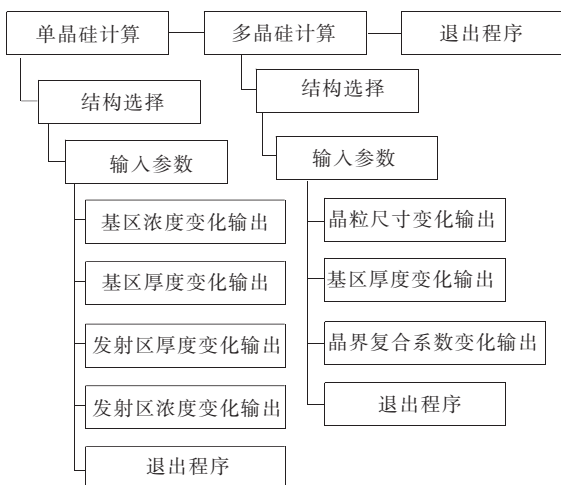 单晶硅计算
多晶硅计算
退出程序
结构选择
输入参数
基区浓度变化输出
基区厚度变化输出
发射区厚度变化输出
发射区浓度变化输出
退出程序
结构选择
输入参数
晶粒尺寸变化输出
基区厚度变化输出
晶界复合系数变化输出
退出程序